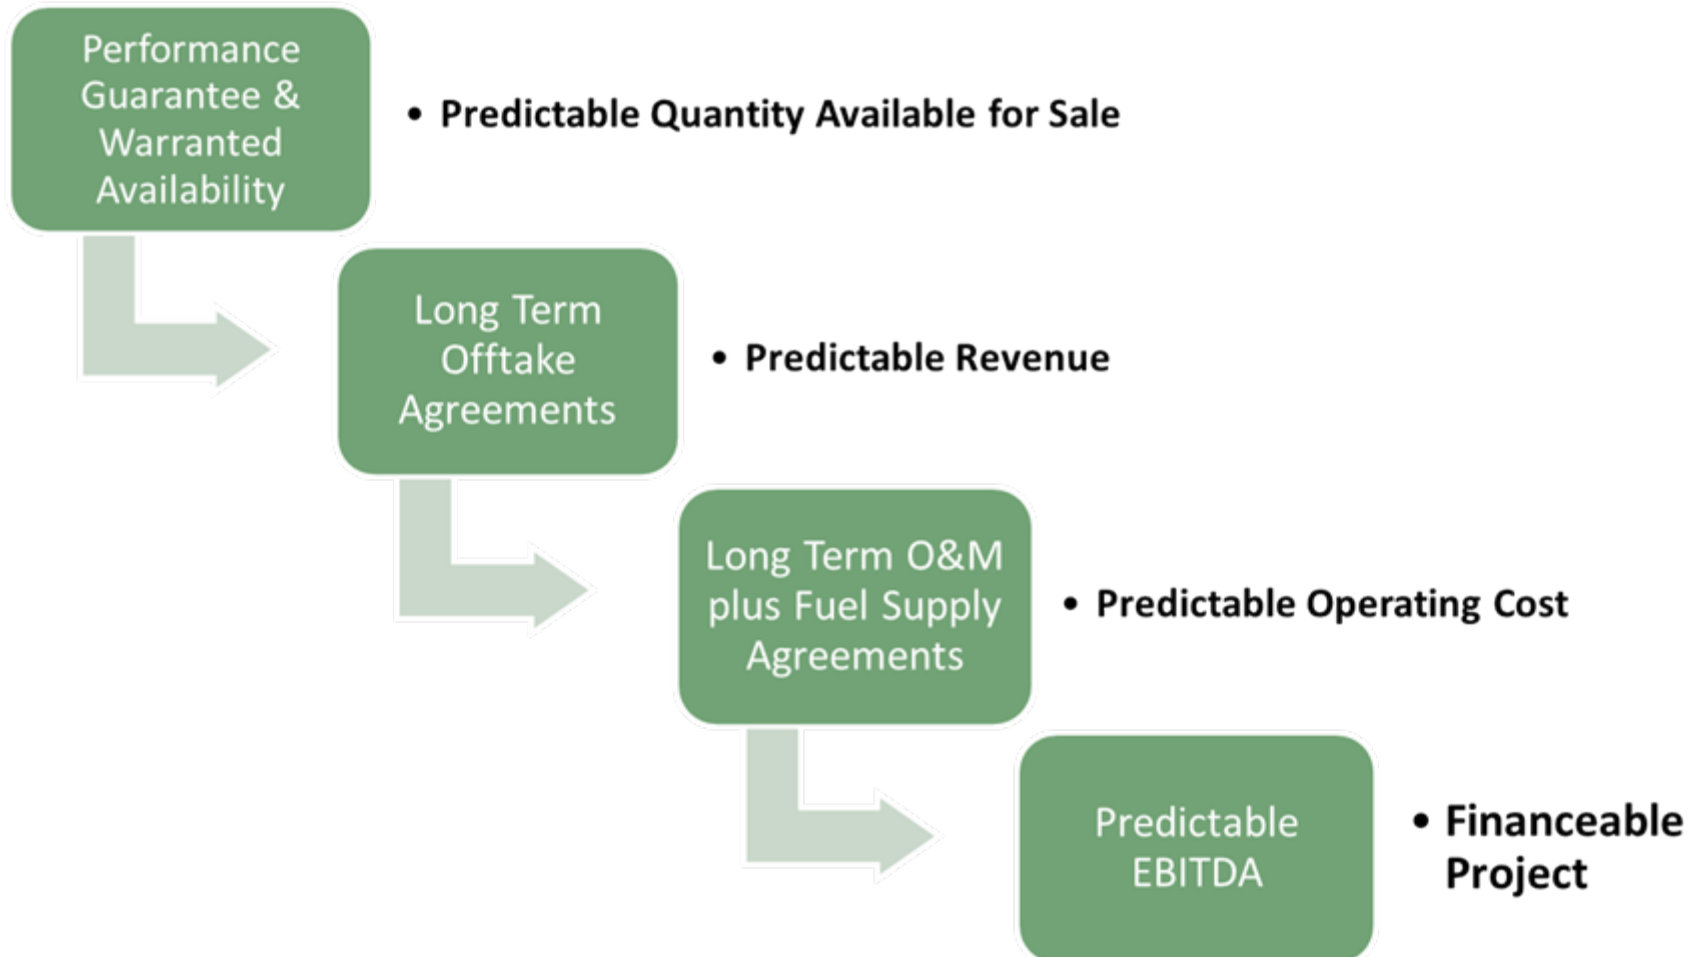 Performance
Guarantee &
Warranted
Availability
• Predictable Quantity Available for Sale
Long Term
Offtake
Agreements
• Predictable Revenue
Long Term O&M
plus Fuel Supply
Agreements
• Predictable Operating Cost
Predictable
EBITDA
• Financeable
Project